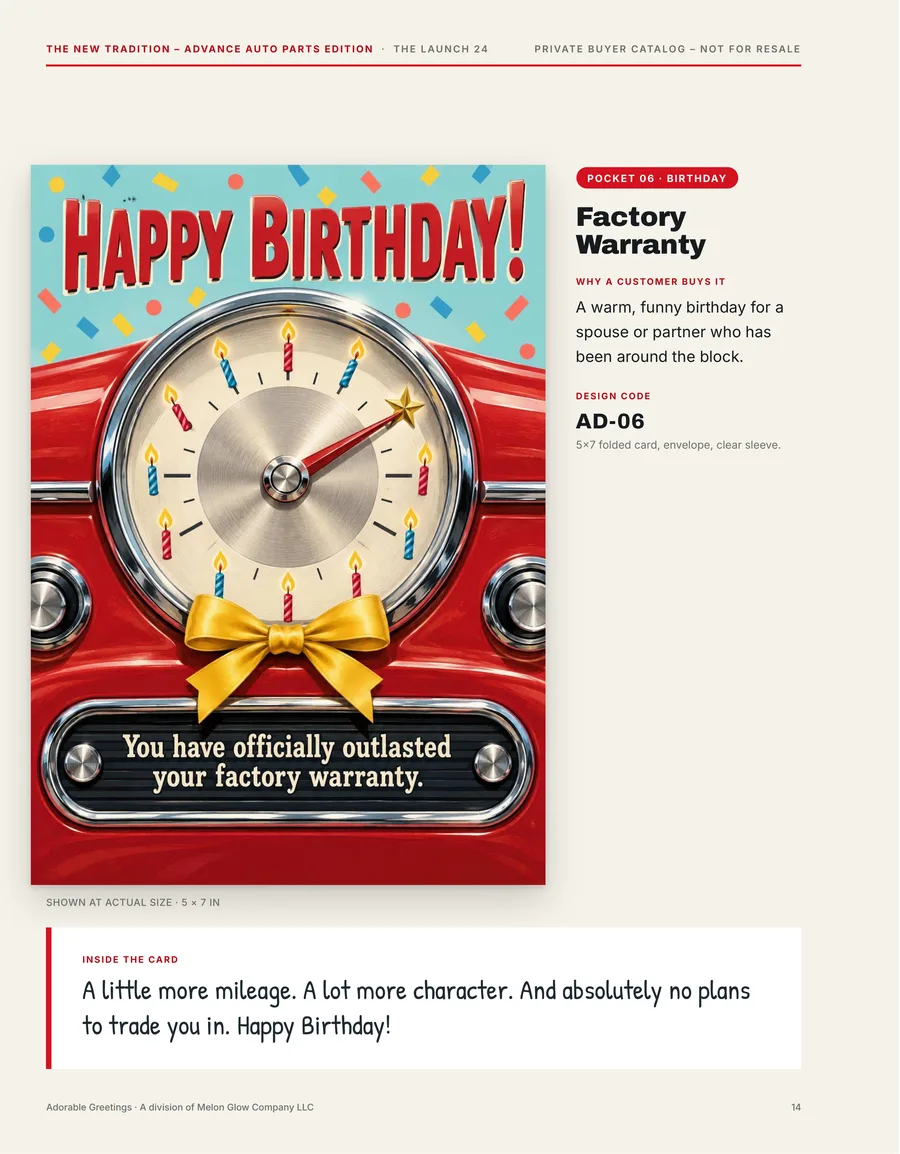 THE NEW TRADITION – ADVANCE AUTO PARTS EDITION · THE LAUNCH 24
PRIVATE BUYER CATALOG – NOT FOR RESALE
HAPPY BIRTHDAY!
You have officially outlasted
your factory warranty.
SHOWN AT ACTUAL SIZE · 5 × 7 IN
POCKET 06 · BIRTHDAY
Factory
Warranty
WHY A CUSTOMER BUYS IT
A warm, funny birthday for a
spouse or partner who has
been around the block.
DESIGN CODE
AD-06
5×7 folded card, envelope, clear sleeve.
INSIDE THE CARD
A little more mileage. A lot more character. And absolutely no plans
to trade you in. Happy Birthday!
Adorable Greetings · A division of Melon Glow Company LLC
14